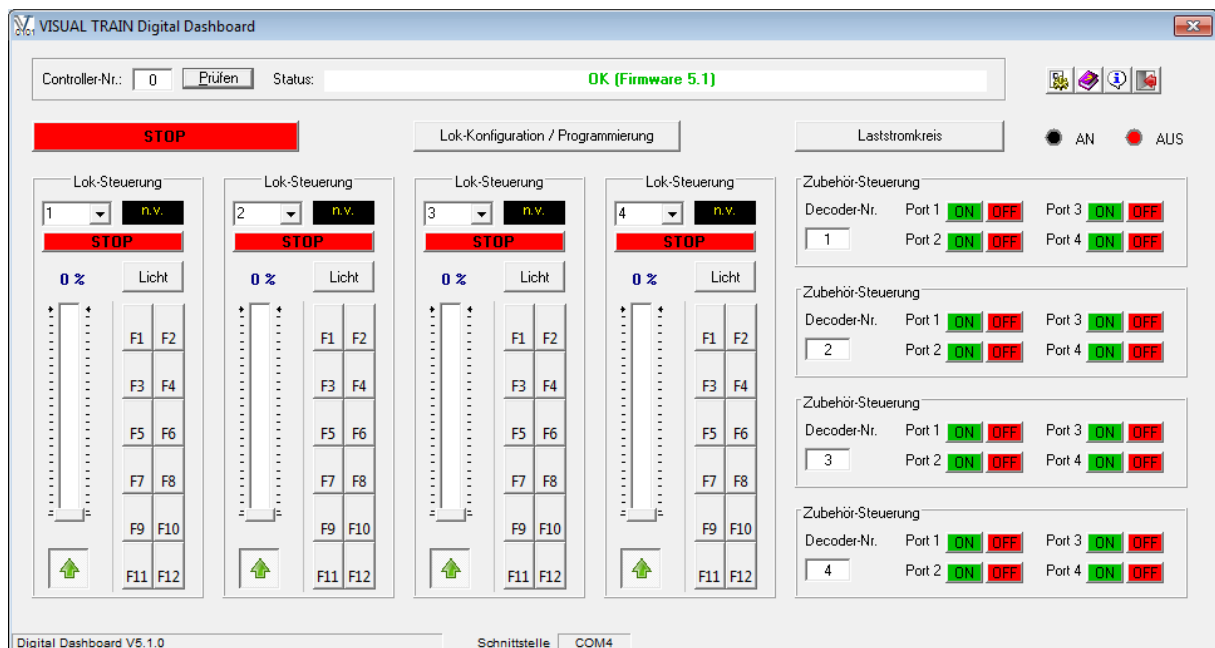 VISUAL TRAIN Digital Dashboard
Controller-Nr.: 0 Prüfen Status: OK (Firmware 5.1)
STOP Lok-Konfiguration / Programmierung Laststromkreis AN AUS
Lok-Steuerung
1 n.v.
STOP
0 % Licht
F1 F2
F3 F4
F5 F6
F7 F8
F9 F10
F11 F12
Lok-Steuerung
2 n.v.
STOP
0 % Licht
F1 F2
F3 F4
F5 F6
F7 F8
F9 F10
F11 F12
Lok-Steuerung
3 n.v.
STOP
0 % Licht
F1 F2
F3 F4
F5 F6
F7 F8
F9 F10
F11 F12
Lok-Steuerung
4 n.v.
STOP
0 % Licht
F1 F2
F3 F4
F5 F6
F7 F8
F9 F10
F11 F12
Zubehör-Steuerung
Decoder-Nr. Port 1 ON OFF Port 3 ON OFF
1 Port 2 ON OFF Port 4 ON OFF
Zubehör-Steuerung
Decoder-Nr. Port 1 ON OFF Port 3 ON OFF
2 Port 2 ON OFF Port 4 ON OFF
Zubehör-Steuerung
Decoder-Nr. Port 1 ON OFF Port 3 ON OFF
3 Port 2 ON OFF Port 4 ON OFF
Zubehör-Steuerung
Decoder-Nr. Port 1 ON OFF Port 3 ON OFF
4 Port 2 ON OFF Port 4 ON OFF
Digital Dashboard V5.1.0 Schnittstelle COM4